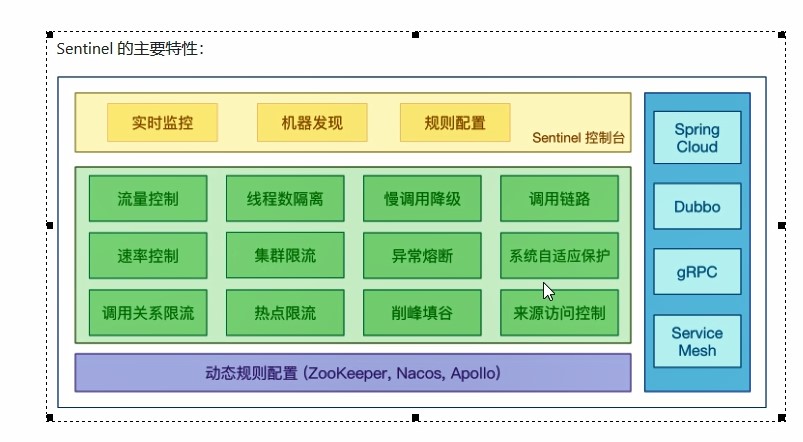 Sentinel 的主要特性：
实时监控
机器发现
规则配置
Sentinel 控制台
流量控制
线程数隔离
慢调用降级
调用链路
速率控制
集群限流
异常熔断
系统自适应保护
调用关系限流
热点限流
削峰填谷
来源访问控制
动态规则配置 (ZooKeeper, Nacos, Apollo)
Spring
Cloud
Dubbo
gRPC
Service
Mesh